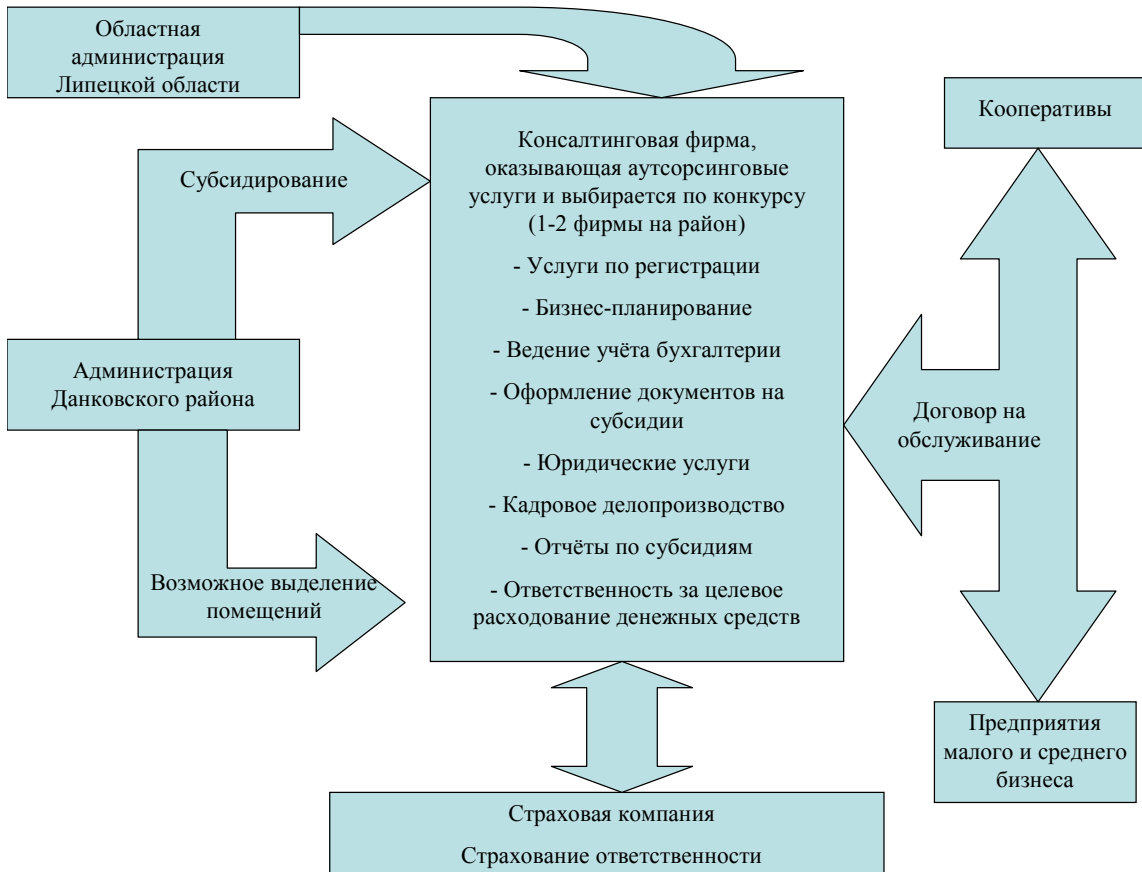 Областная
администрация
Липецкой области
Кооперативы
Консалтинговая фирма,
оказывающая аутсорсинговые
услуги и выбирается по конкурсу
(1-2 фирмы на район)
- Услуги по регистрации
- Бизнес-планирование
- Ведение учёта бухгалтерии
- Оформление документов на
субсидии
- Юридические услуги
- Кадровое делопроизводство
- Отчёты по субсидиям
- Ответственность за целевое
расходование денежных средств
Субсидирование
Администрация
Данковского района
Возможное выделение
помещений
Договор на
обслуживание
Предприятия
малого и среднего
бизнеса
Страховая компания
Страхование ответственности